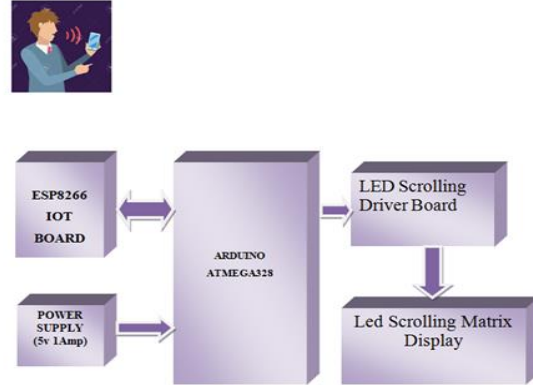 ESP8266
IOT
BOARD
ARDUINO
ATMEGA328
LED Scrolling
Driver Board
POWER
SUPPLY
(5v 1Amp)
Led Scrolling Matrix
Display